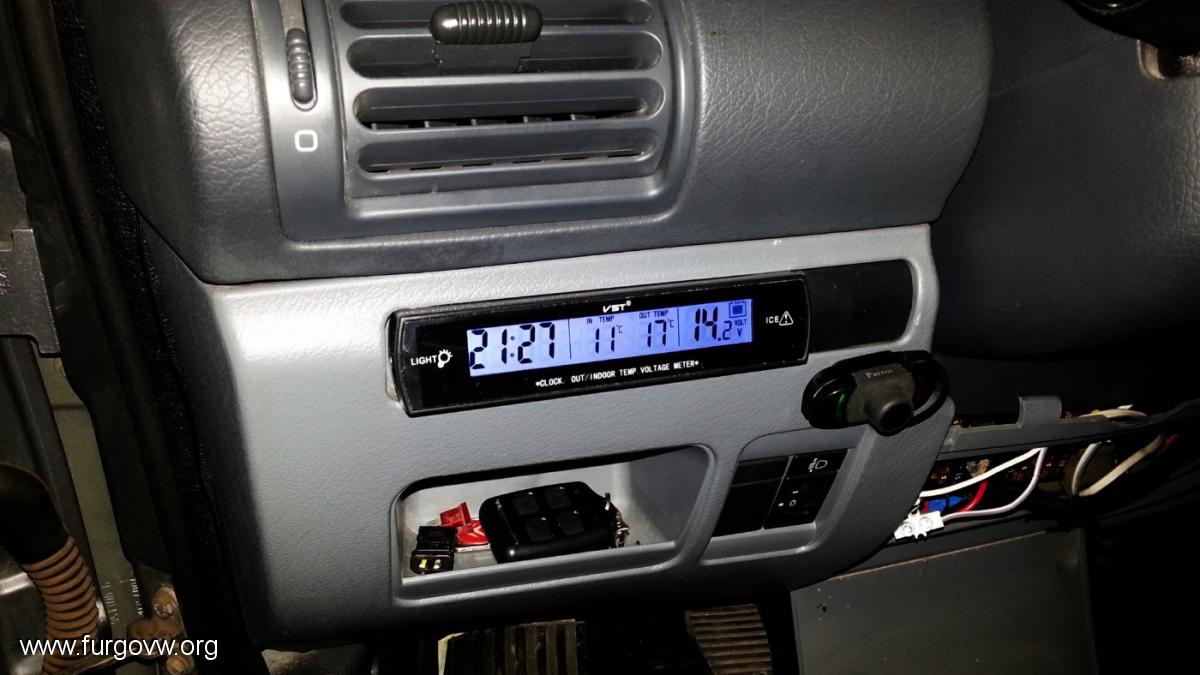 VST®
IN TEMP OUT TEMP
21:27 11°C 17°C 14.2 VOLT V
LIGHT
ICE
*CLOCK. OUT/INDOOR TEMP. VOLTAGE METER*
Parrot
www.furgovw.org